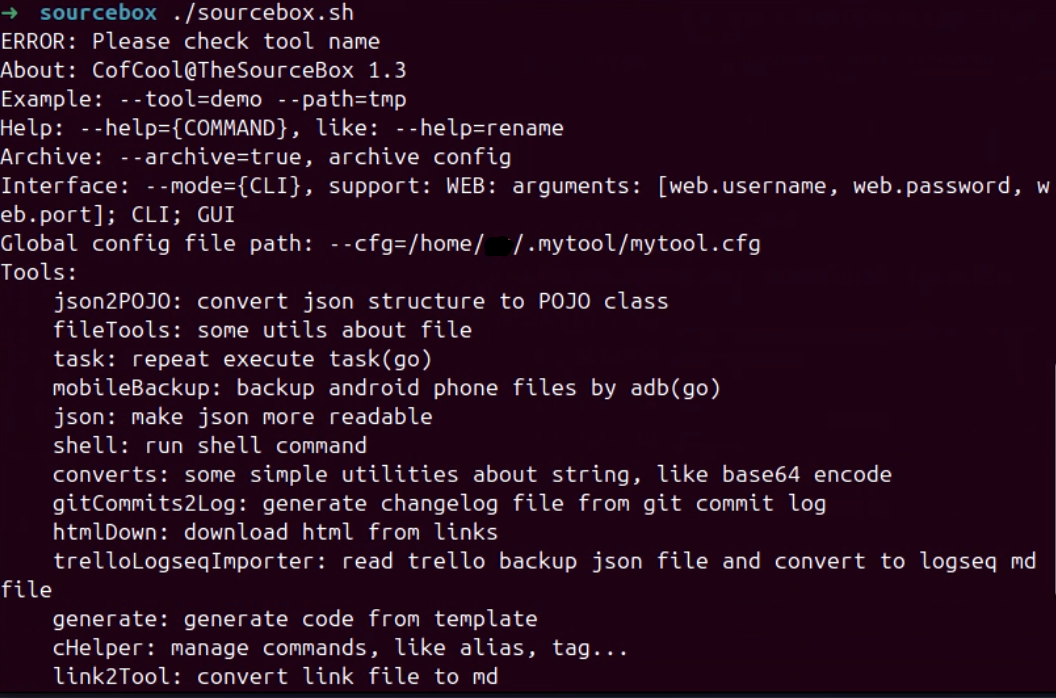 → sourcebox ./sourcebox.sh
ERROR: Please check tool name
About: CofCool@TheSourceBox 1.3
Example: --tool=demo --path=tmp
Help: --help={COMMAND}, like: --help=rename
Archive: --archive=true, archive config
Interface: --mode={CLI}, support: WEB: arguments: [web.username, web.password, w
eb.port]; CLI; GUI
Global config file path: --cfg=/home/ /.mytool/mytool.cfg
Tools:
    json2POJO: convert json structure to POJO class
    fileTools: some utils about file
    task: repeat execute task(go)
    mobileBackup: backup android phone files by adb(go)
    json: make json more readable
    shell: run shell command
    converts: some simple utilities about string, like base64 encode
    gitCommits2Log: generate changelog file from git commit log
    htmlDown: download html from links
    trelloLogseqImporter: read trello backup json file and convert to logseq md
file
    generate: generate code from template
    cHelper: manage commands, like alias, tag...
    link2Tool: convert link file to md